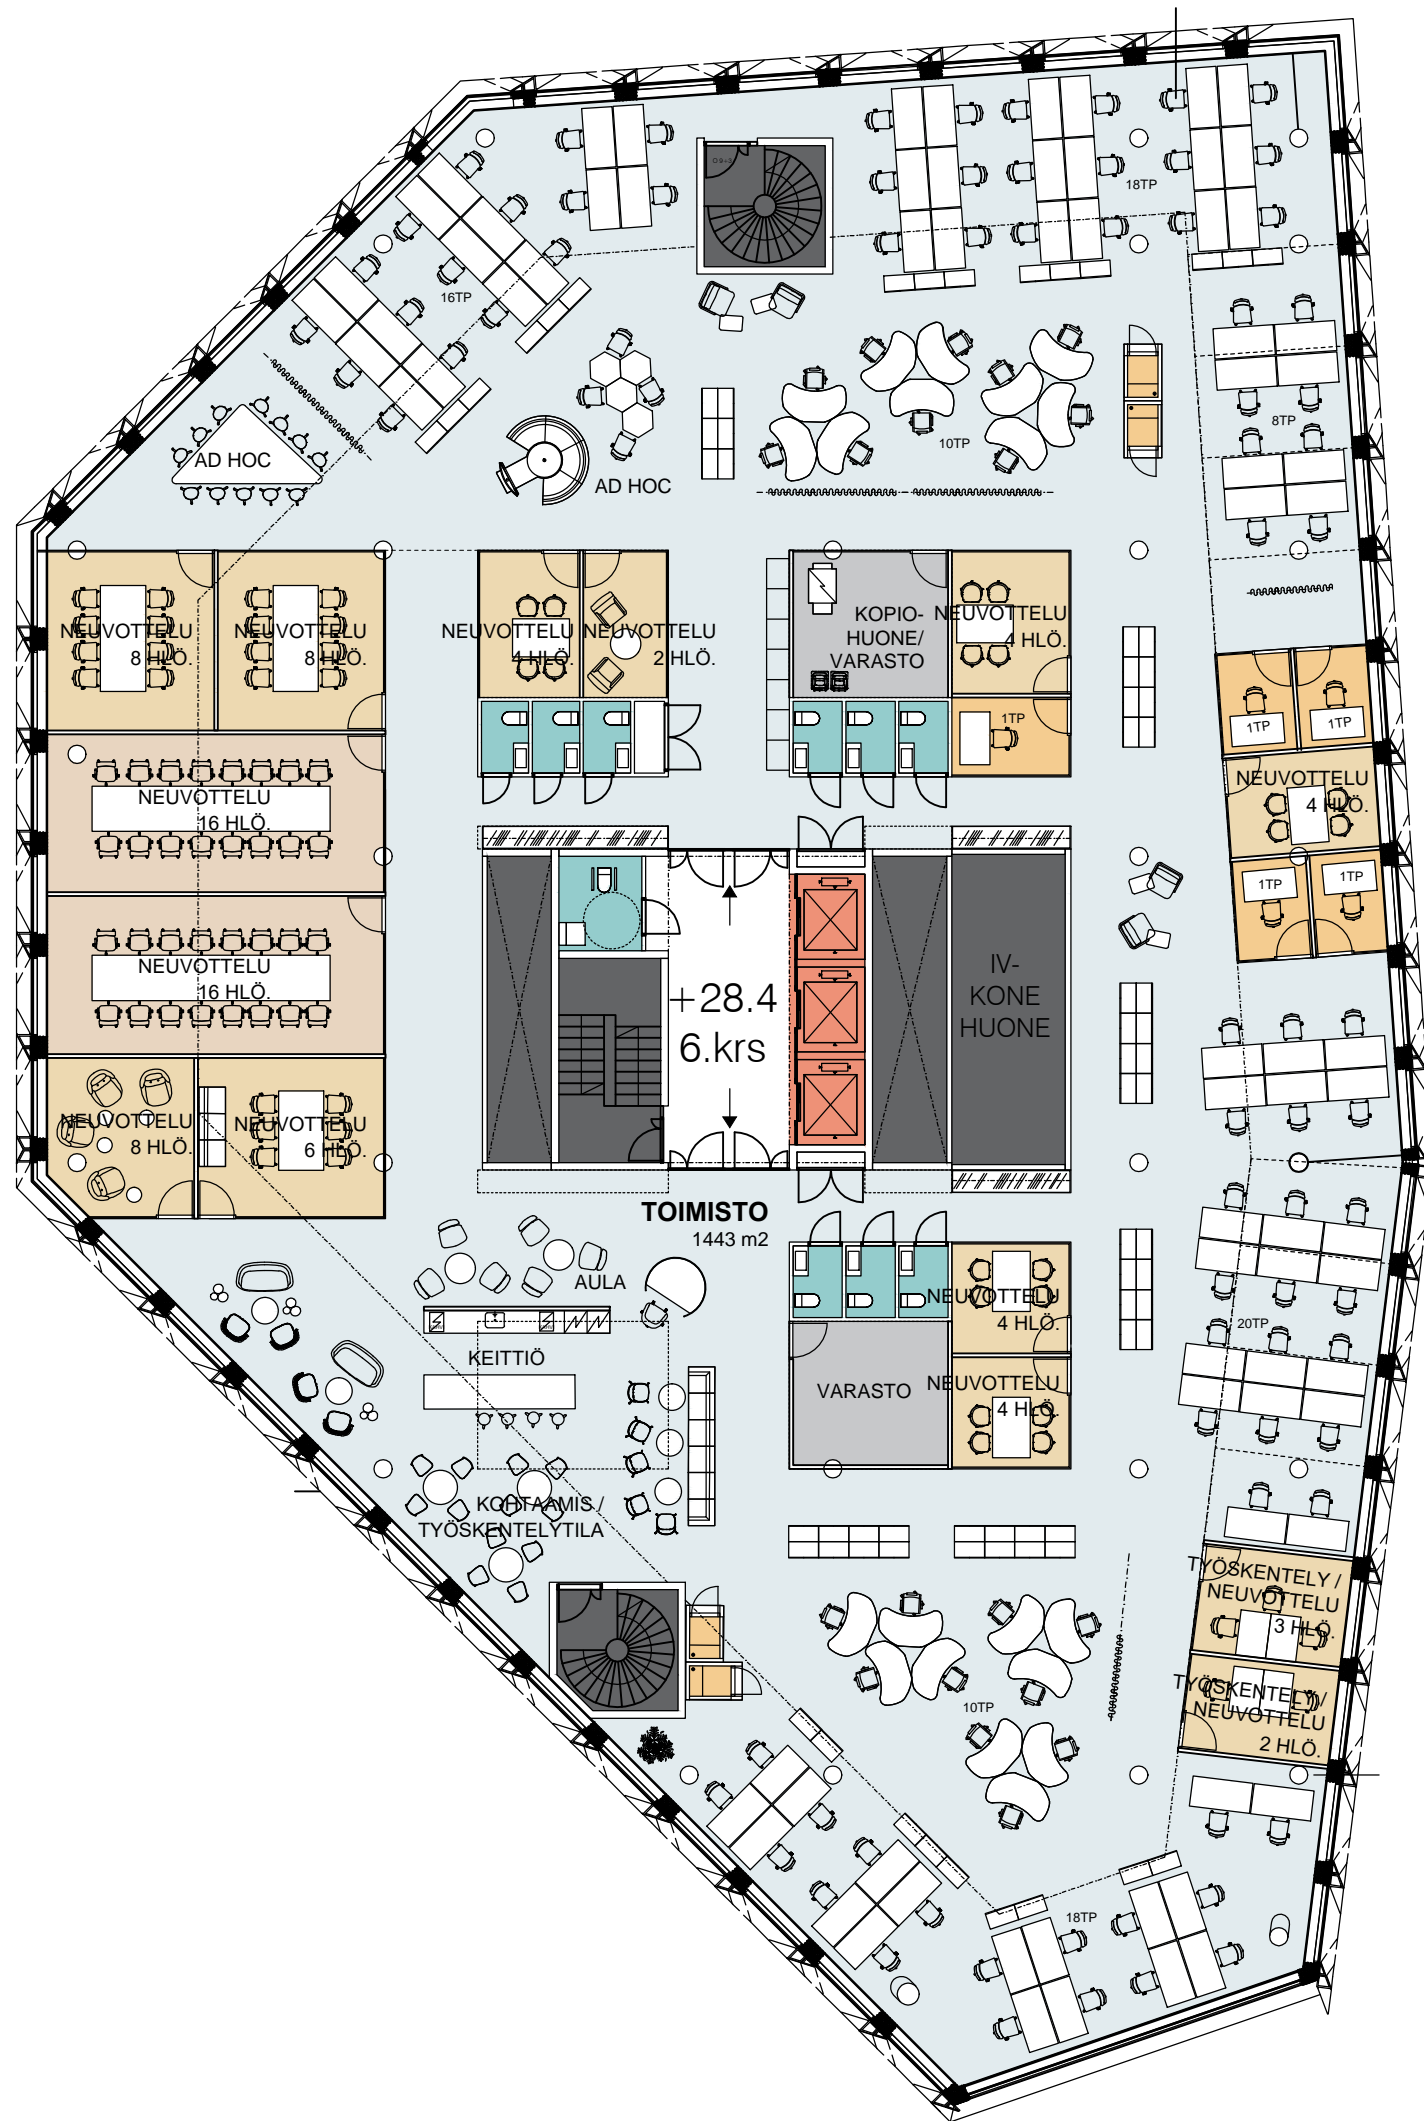 18TP
16TP
8TP
AD HOC
10TP
AD HOC
NEUVOTTELU
8 HLÖ.
NEUVOTTELU
8 HLÖ.
NEUVOTTELU
4 HLÖ.
NEUVOTTELU
2 HLÖ.
KOPIO-
HUONE/
VARASTO
NEUVOTTELU
4 HLÖ.
1TP
1TP
1TP
NEUVOTTELU
4 HLÖ.
1TP
1TP
NEUVOTTELU
16 HLÖ.
NEUVOTTELU
16 HLÖ.
+28.4
6.krs
IV-
KONE
HUONE
NEUVOTTELU
8 HLÖ.
NEUVOTTELU
6 HLÖ.
TOIMISTO
1443 m2
AULA
KEITTIÖ
NEUVOTTELU
4 HLÖ.
VARASTO
NEUVOTTELU
4 HLÖ.
20TP
KOHTAAMIS /
TYÖSKENTELYTILA
TYÖSKENTELY /
NEUVOTTELU
3 HLÖ.
TYÖSKENTELY /
NEUVOTTELU
2 HLÖ.
10TP
18TP